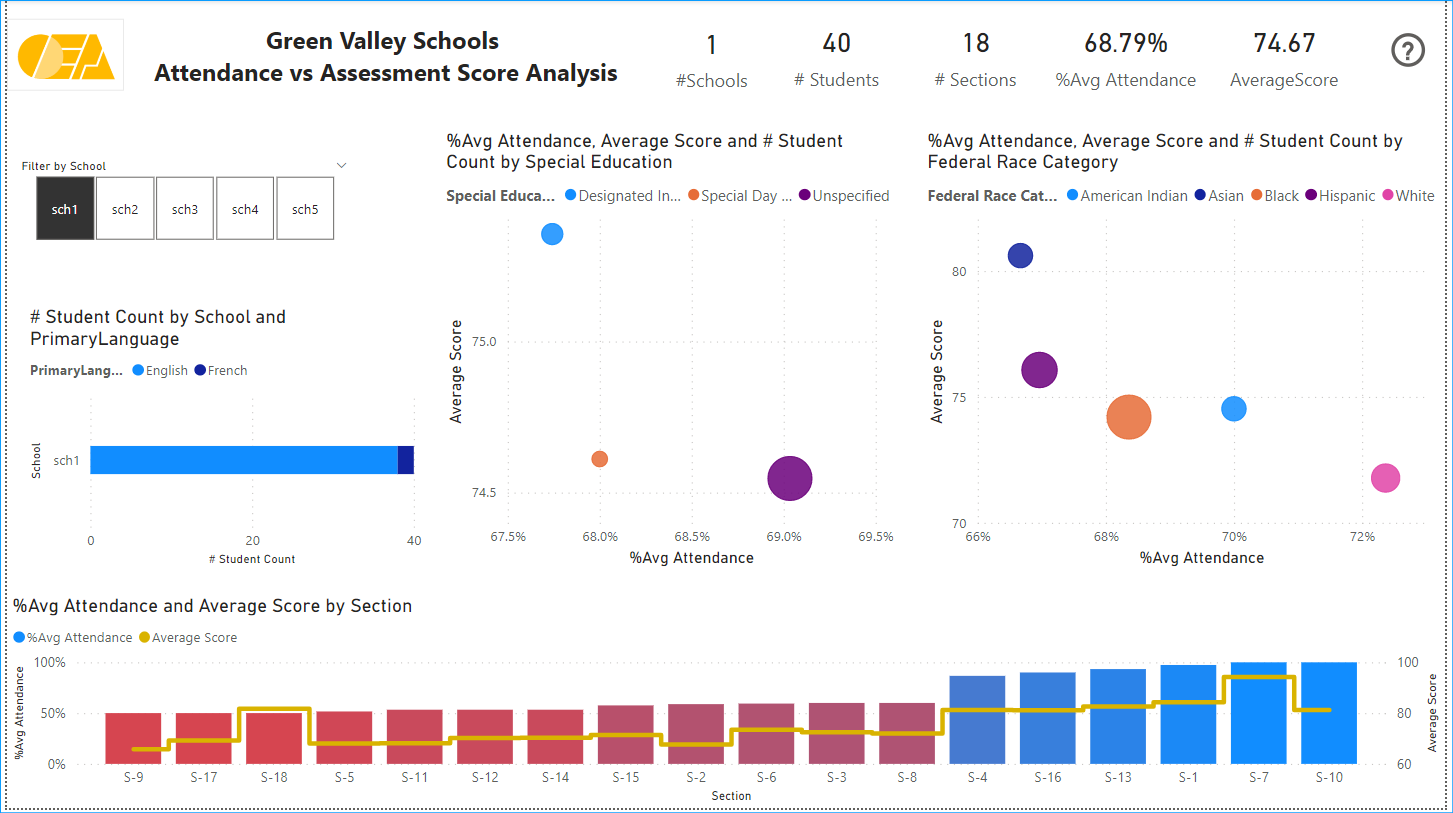 OEA
Green Valley Schools
Attendance vs Assessment Score Analysis
1
#Schools
40
# Students
18
# Sections
68.79%
%Avg Attendance
74.67
AverageScore
?
Filter by School
sch1
sch2
sch3
sch4
sch5
# Student Count by School and
PrimaryLanguage
PrimaryLang... English French
School
sch1
0 20 40
# Student Count
%Avg Attendance, Average Score and # Student
Count by Special Education
Special Educa... Designated In... Special Day ... Unspecified
Average Score
75.0
74.5
67.5% 68.0% 68.5% 69.0% 69.5%
%Avg Attendance
%Avg Attendance, Average Score and # Student Count by
Federal Race Category
Federal Race Cat... American Indian Asian Black Hispanic White
Average Score
80
75
70
66% 68% 70% 72%
%Avg Attendance
%Avg Attendance and Average Score by Section
%Avg Attendance Average Score
%Avg Attendance
100%
50%
0%
100
80
60
Average Score
S-9 S-17 S-18 S-5 S-11 S-12 S-14 S-15 S-2 S-6 S-3 S-8 S-4 S-16 S-13 S-1 S-7 S-10
Section